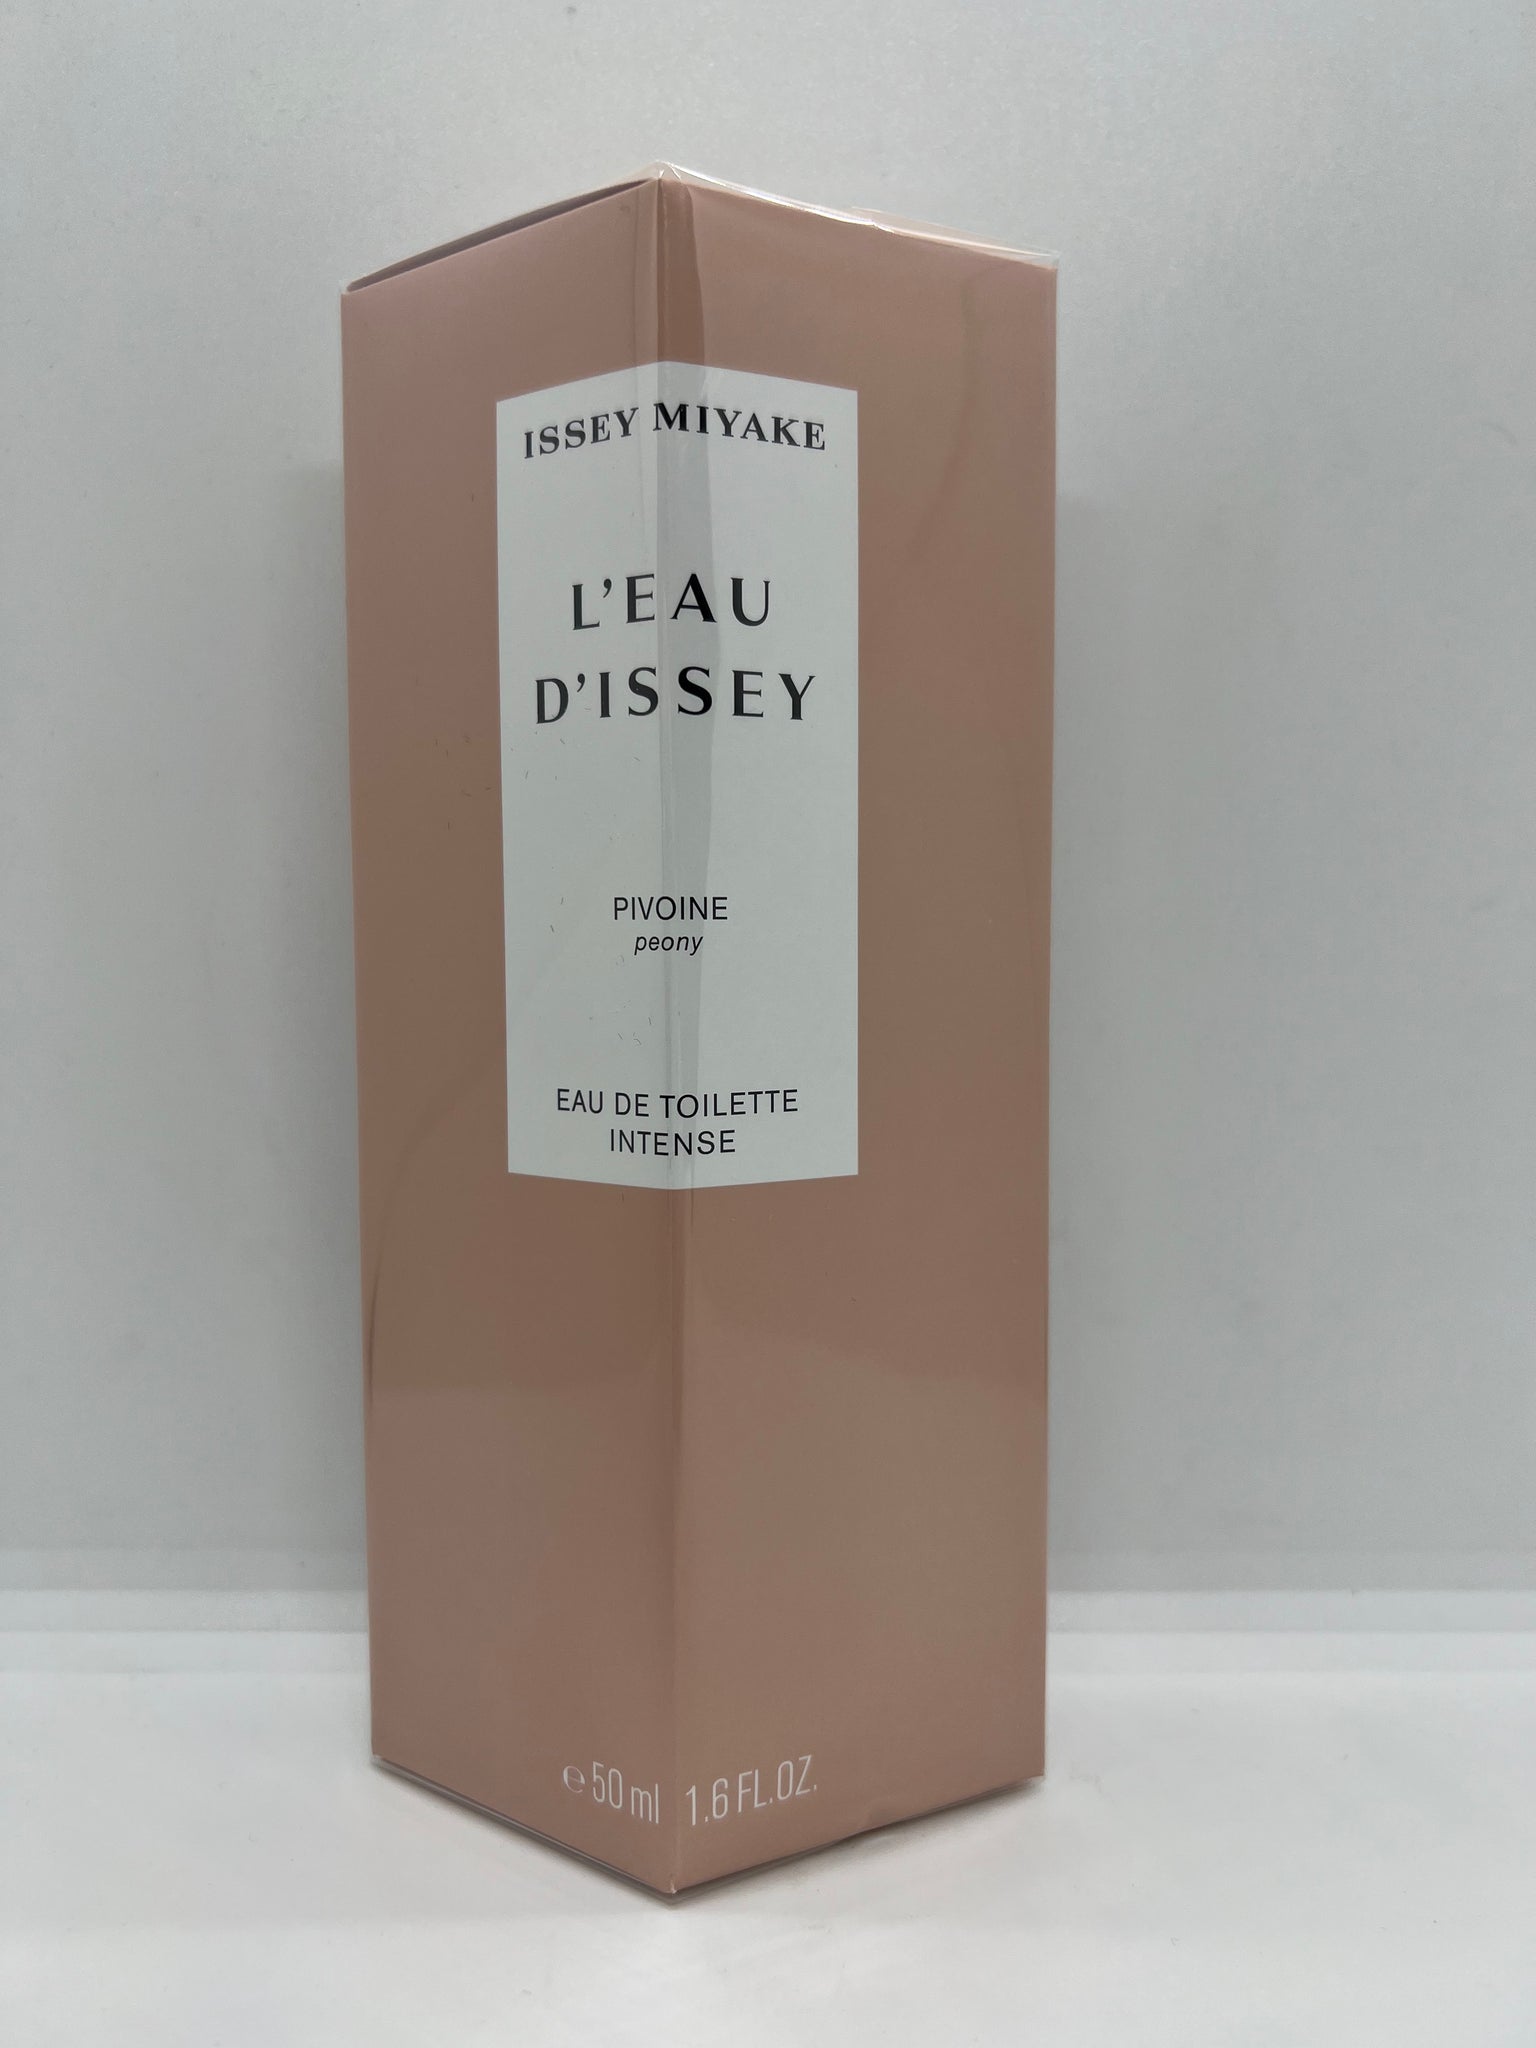 ISSEY MIYAKE
L’EAU
D’ISSEY
PIVOINE
peony
EAU DE TOILETTE
INTENSE
℮ 50 ml 1.6 FL.OZ.